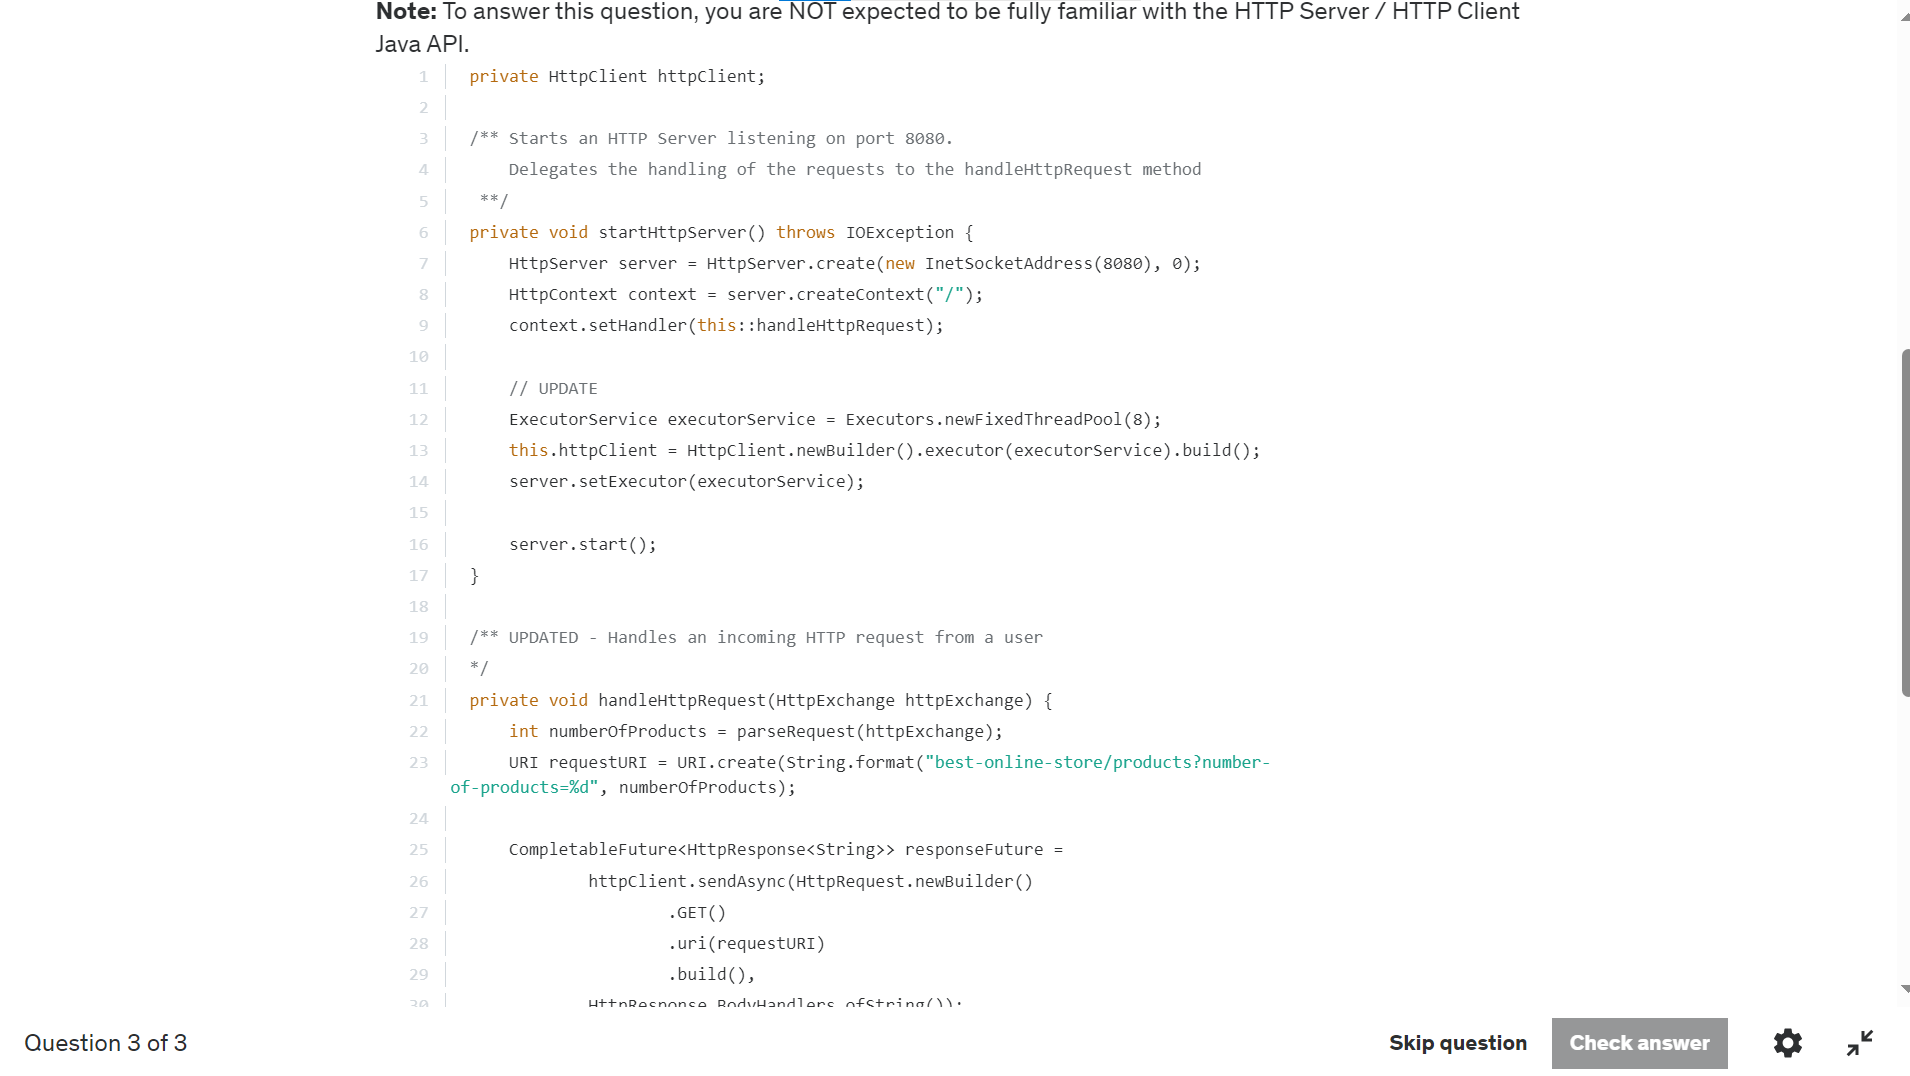 Note: To answer this question, you are NOT expected to be fully familiar with the HTTP Server / HTTP Client
Java API.
1 private HttpClient httpClient;
2
3 /** Starts an HTTP Server listening on port 8080.
4     Delegates the handling of the requests to the handleHttpRequest method
5  **/
6 private void startHttpServer() throws IOException {
7     HttpServer server = HttpServer.create(new InetSocketAddress(8080), 0);
8     HttpContext context = server.createContext("/");
9     context.setHandler(this::handleHttpRequest);
10
11     // UPDATE
12     ExecutorService executorService = Executors.newFixedThreadPool(8);
13     this.httpClient = HttpClient.newBuilder().executor(executorService).build();
14     server.setExecutor(executorService);
15
16     server.start();
17 }
18
19 /** UPDATED - Handles an incoming HTTP request from a user
20 */
21 private void handleHttpRequest(HttpExchange httpExchange) {
22     int numberOfProducts = parseRequest(httpExchange);
23     URI requestURI = URI.create(String.format("best-online-store/products?number-
of-products=%d", numberOfProducts);
24
25     CompletableFuture<HttpResponse<String>> responseFuture =
26             httpClient.sendAsync(HttpRequest.newBuilder()
27                     .GET()
28                     .uri(requestURI)
29                     .build(),
30             HttpResponse.BodyHandlers.ofString());
Question 3 of 3
Skip question
Check answer